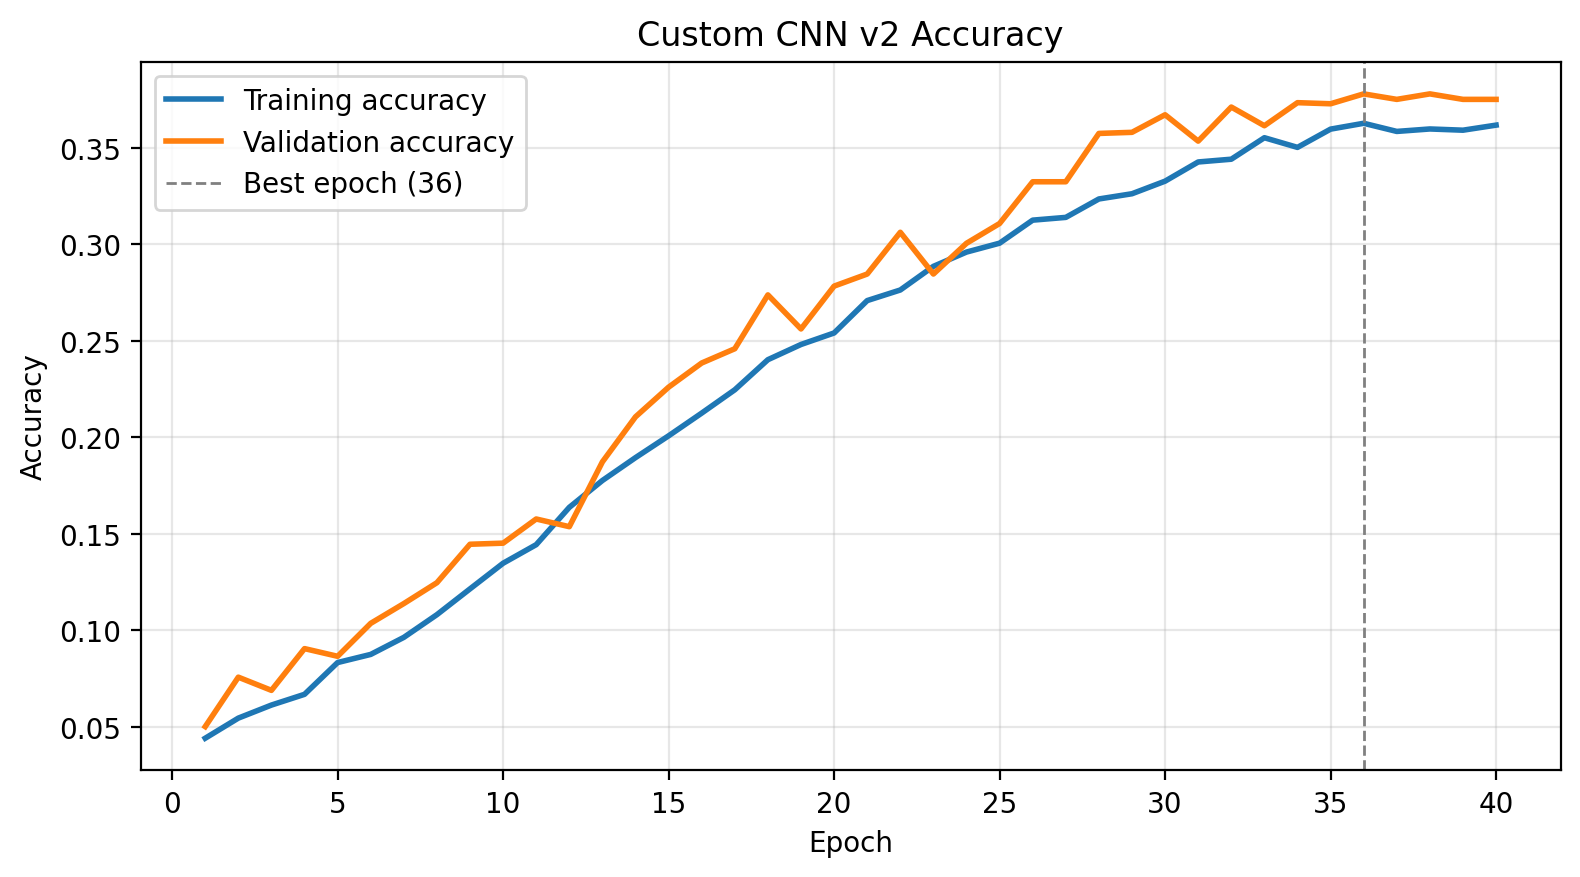 Custom CNN v2 Accuracy
Training accuracy
Validation accuracy
Best epoch (36)
0.35
0.30
0.25
0.20
0.15
0.10
0.05
Accuracy
0 5 10 15 20 25 30 35 40
Epoch